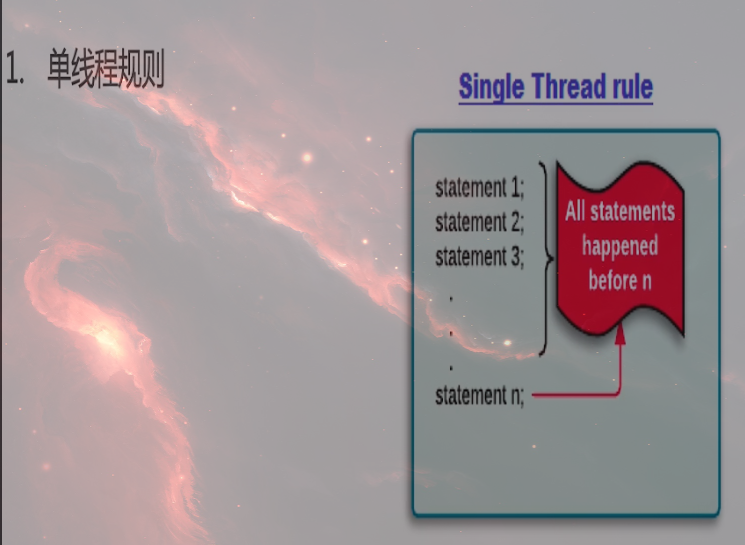 1. 单线程规则
Single Thread rule
statement 1;
statement 2;
statement 3;
.
.
.
statement n;
All statements
happened
before n